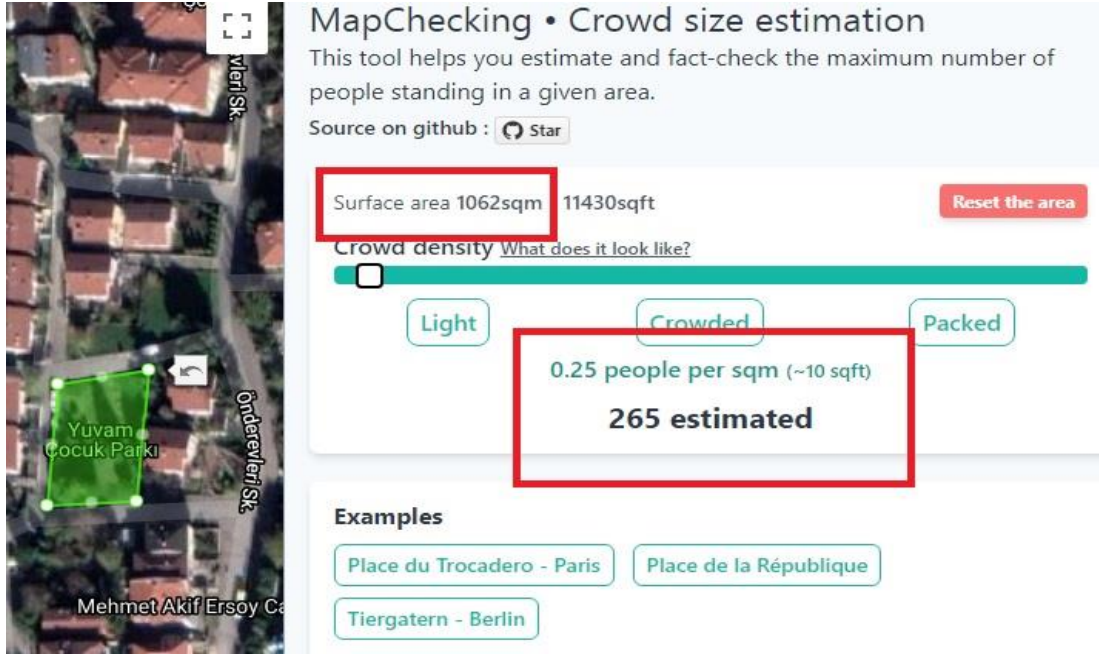 vleri Sk.
Yuvam
Çocuk Parkı
Önderevleri Sk.
Mehmet Akif Ersoy Ca
MapChecking • Crowd size estimation
This tool helps you estimate and fact-check the maximum number of
people standing in a given area.
Source on github : Star
Surface area 1062sqm 11430sqft
Reset the area
Crowd density What does it look like?
Light
Crowded
Packed
0.25 people per sqm (~10 sqft)
265 estimated
Examples
Place du Trocadero - Paris
Place de la République
Tiergatern - Berlin